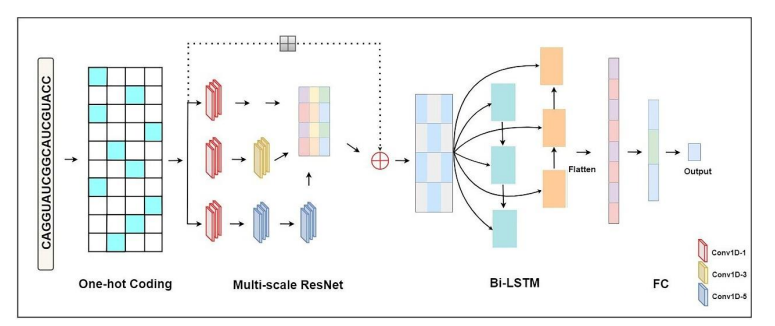 CAGGUAUCGGCAUCGUACC
One-hot Coding
Multi-scale ResNet
Bi-LSTM
Flatten
FC
Output
Conv1D-1
Conv1D-3
Conv1D-5